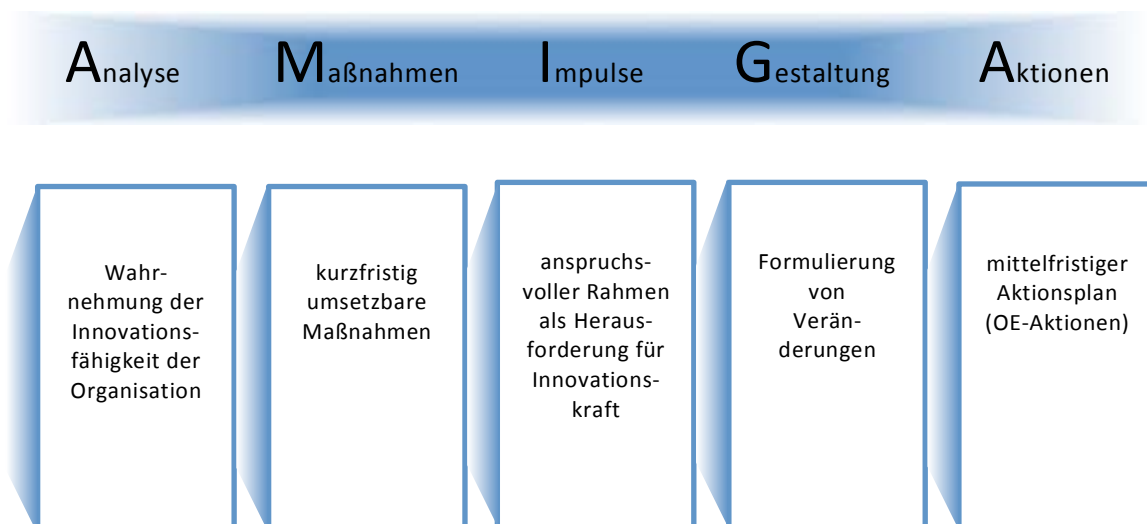 Analyse Maßnahmen Impulse Gestaltung Aktionen
Wahr-
nehmung der
Innovations-
fähigkeit der
Organisation
kurzfristig
umsetzbare
Maßnahmen
anspruchs-
voller Rahmen
als Heraus-
forderung für
Innovations-
kraft
Formulierung
von
Verän-
derungen
mittelfristiger
Aktionsplan
(OE-Aktionen)